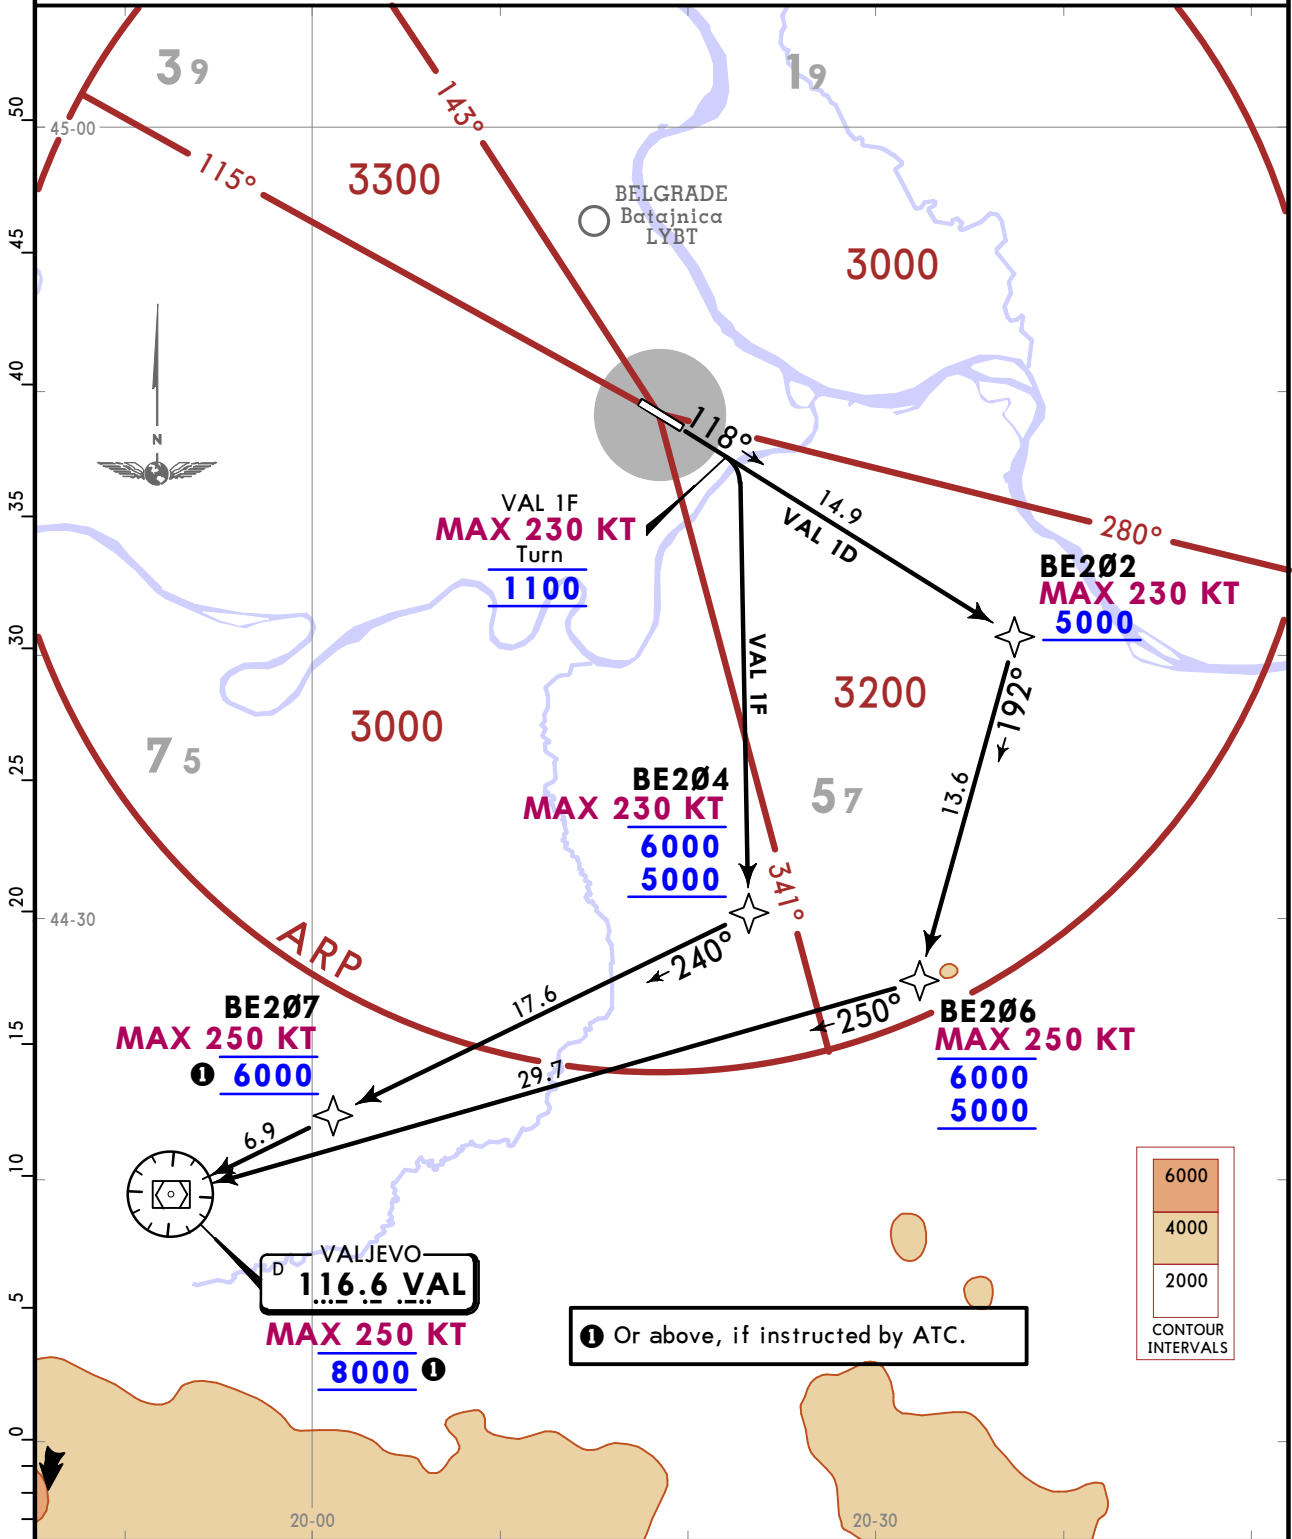 39
19
50
45-00
143°
115°
3300
BELGRADE
Batajnica
LYBT
45
3000
40
N
118°
35
VAL 1F
MAX 230 KT
Turn
1100
14.9
VAL 1D
280°
BE2Ø2
MAX 230 KT
5000
30
VAL 1F
192°
3200
3000
75
25
BE2Ø4
MAX 230 KT
6000
5000
57
13.6
341°
20
44-30
ARP
240°
17.6
BE2Ø7
MAX 250 KT
❶ 6000
250°
BE2Ø6
MAX 250 KT
6000
5000
15
29.7
6.9
10
VALJEVO
D 116.6 VAL
MAX 250 KT
8000 ❶
5
❶ Or above, if instructed by ATC.
6000
4000
2000
CONTOUR
INTERVALS
0
20-00
20-30